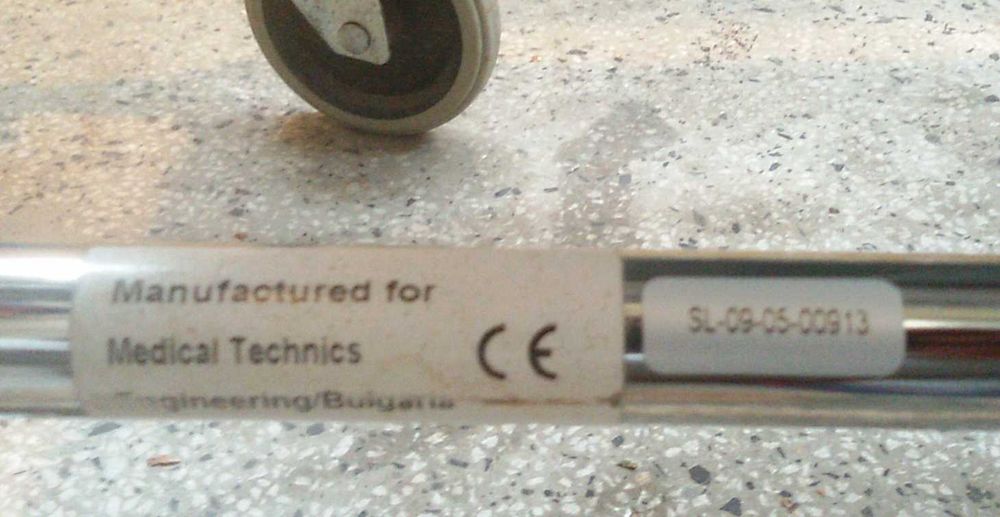 Manufactured for
Medical Technics
Engineering/Bulgaria
CE
SL-09-05-00913